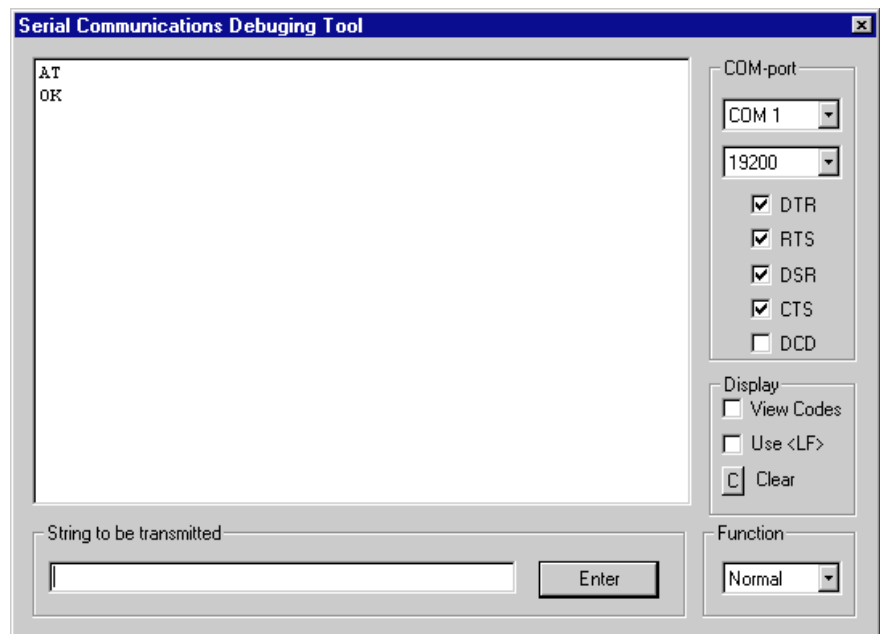 Serial Communications Debuging Tool
AT
OK
COM-port
COM 1
19200
DTR
RTS
DSR
CTS
DCD
Display
View Codes
Use <LF>
C Clear
String to be transmitted
Enter
Function
Normal